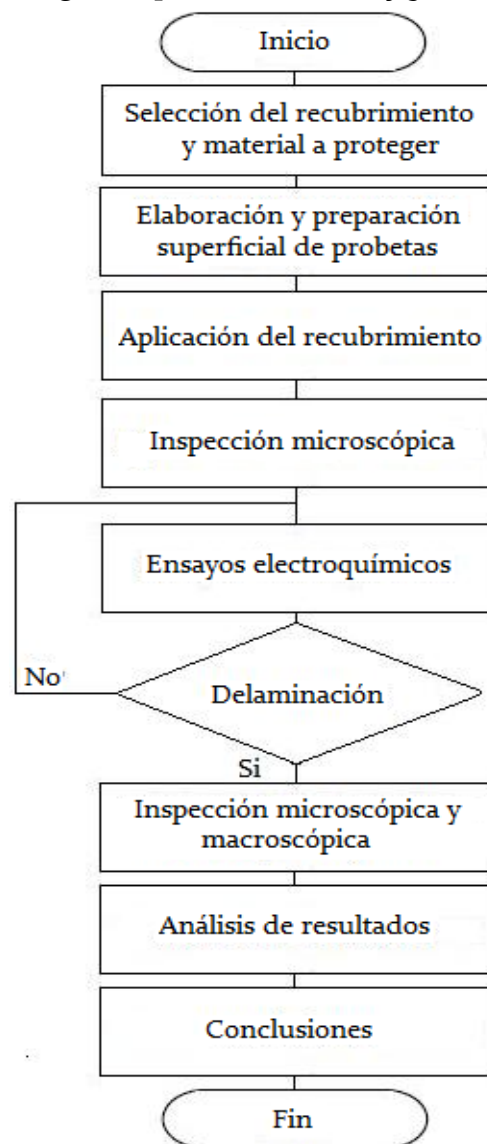 Inicio
Selección del recubrimiento
y material a proteger
Elaboración y preparación
superficial de probetas
Aplicación del recubrimiento
Inspección microscópica
Ensayos electroquímicos
No
Delaminación
Si
Inspección microscópica y
macroscópica
Análisis de resultados
Conclusiones
Fin